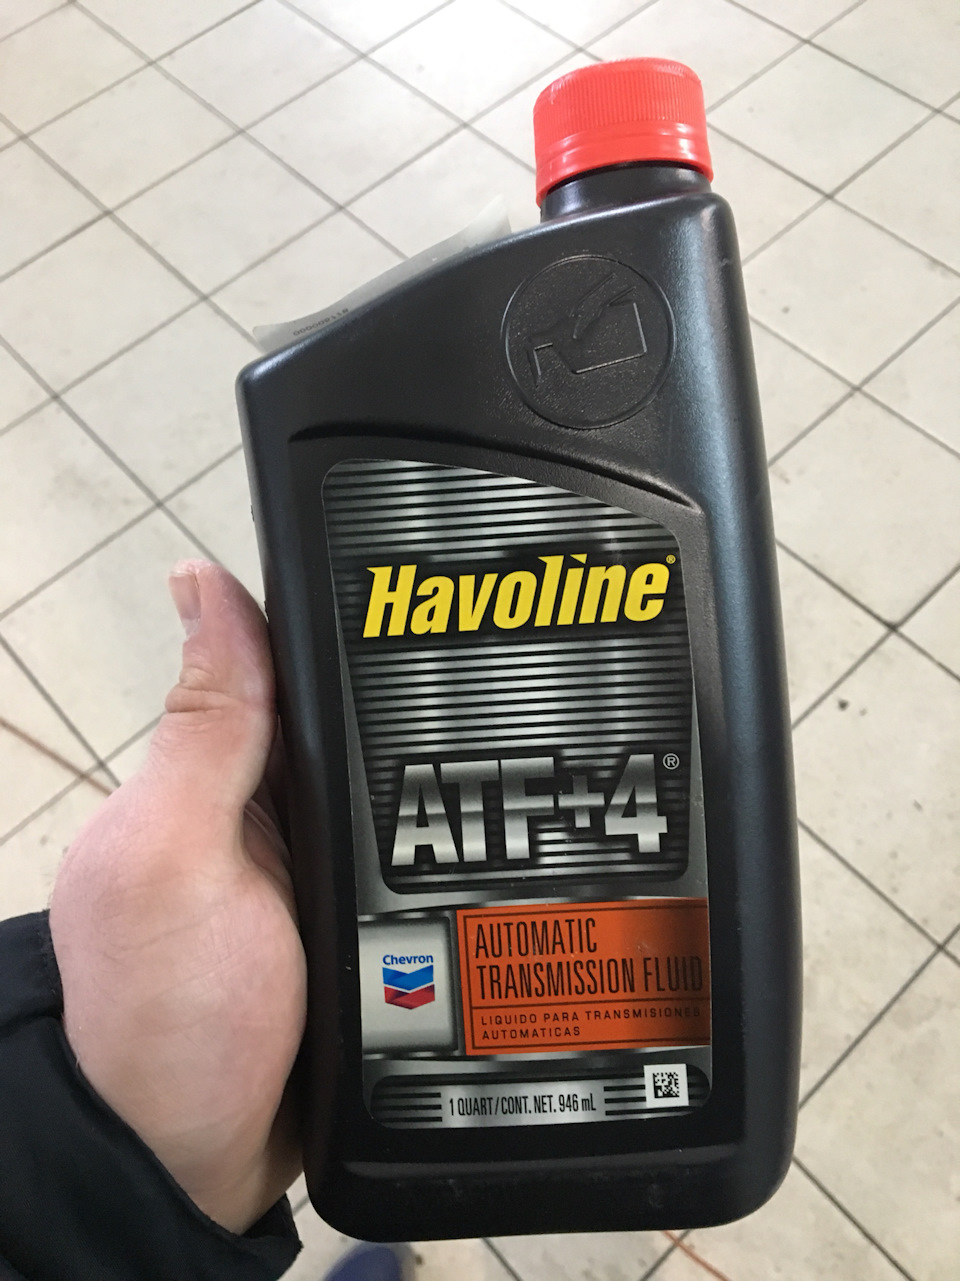 Havoline®
ATF+4®
Chevron
AUTOMATIC
TRANSMISSION FLUID
LIQUIDO PARA TRANSMISIONES
AUTOMATICAS
1 QUART/CONT. NET. 946 mL